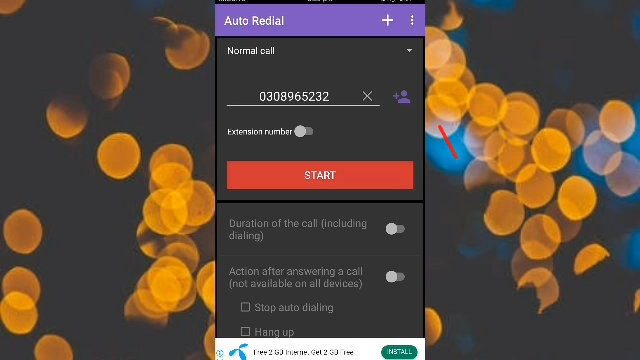 Auto Redial
Normal call
0308965232
Extension number
START
Duration of the call (including
dialing)
Action after answering a call
(not available on all devices)
Stop auto dialing
Hang up
Free 2 GB Internet, Get 2 GB Free
INSTALL